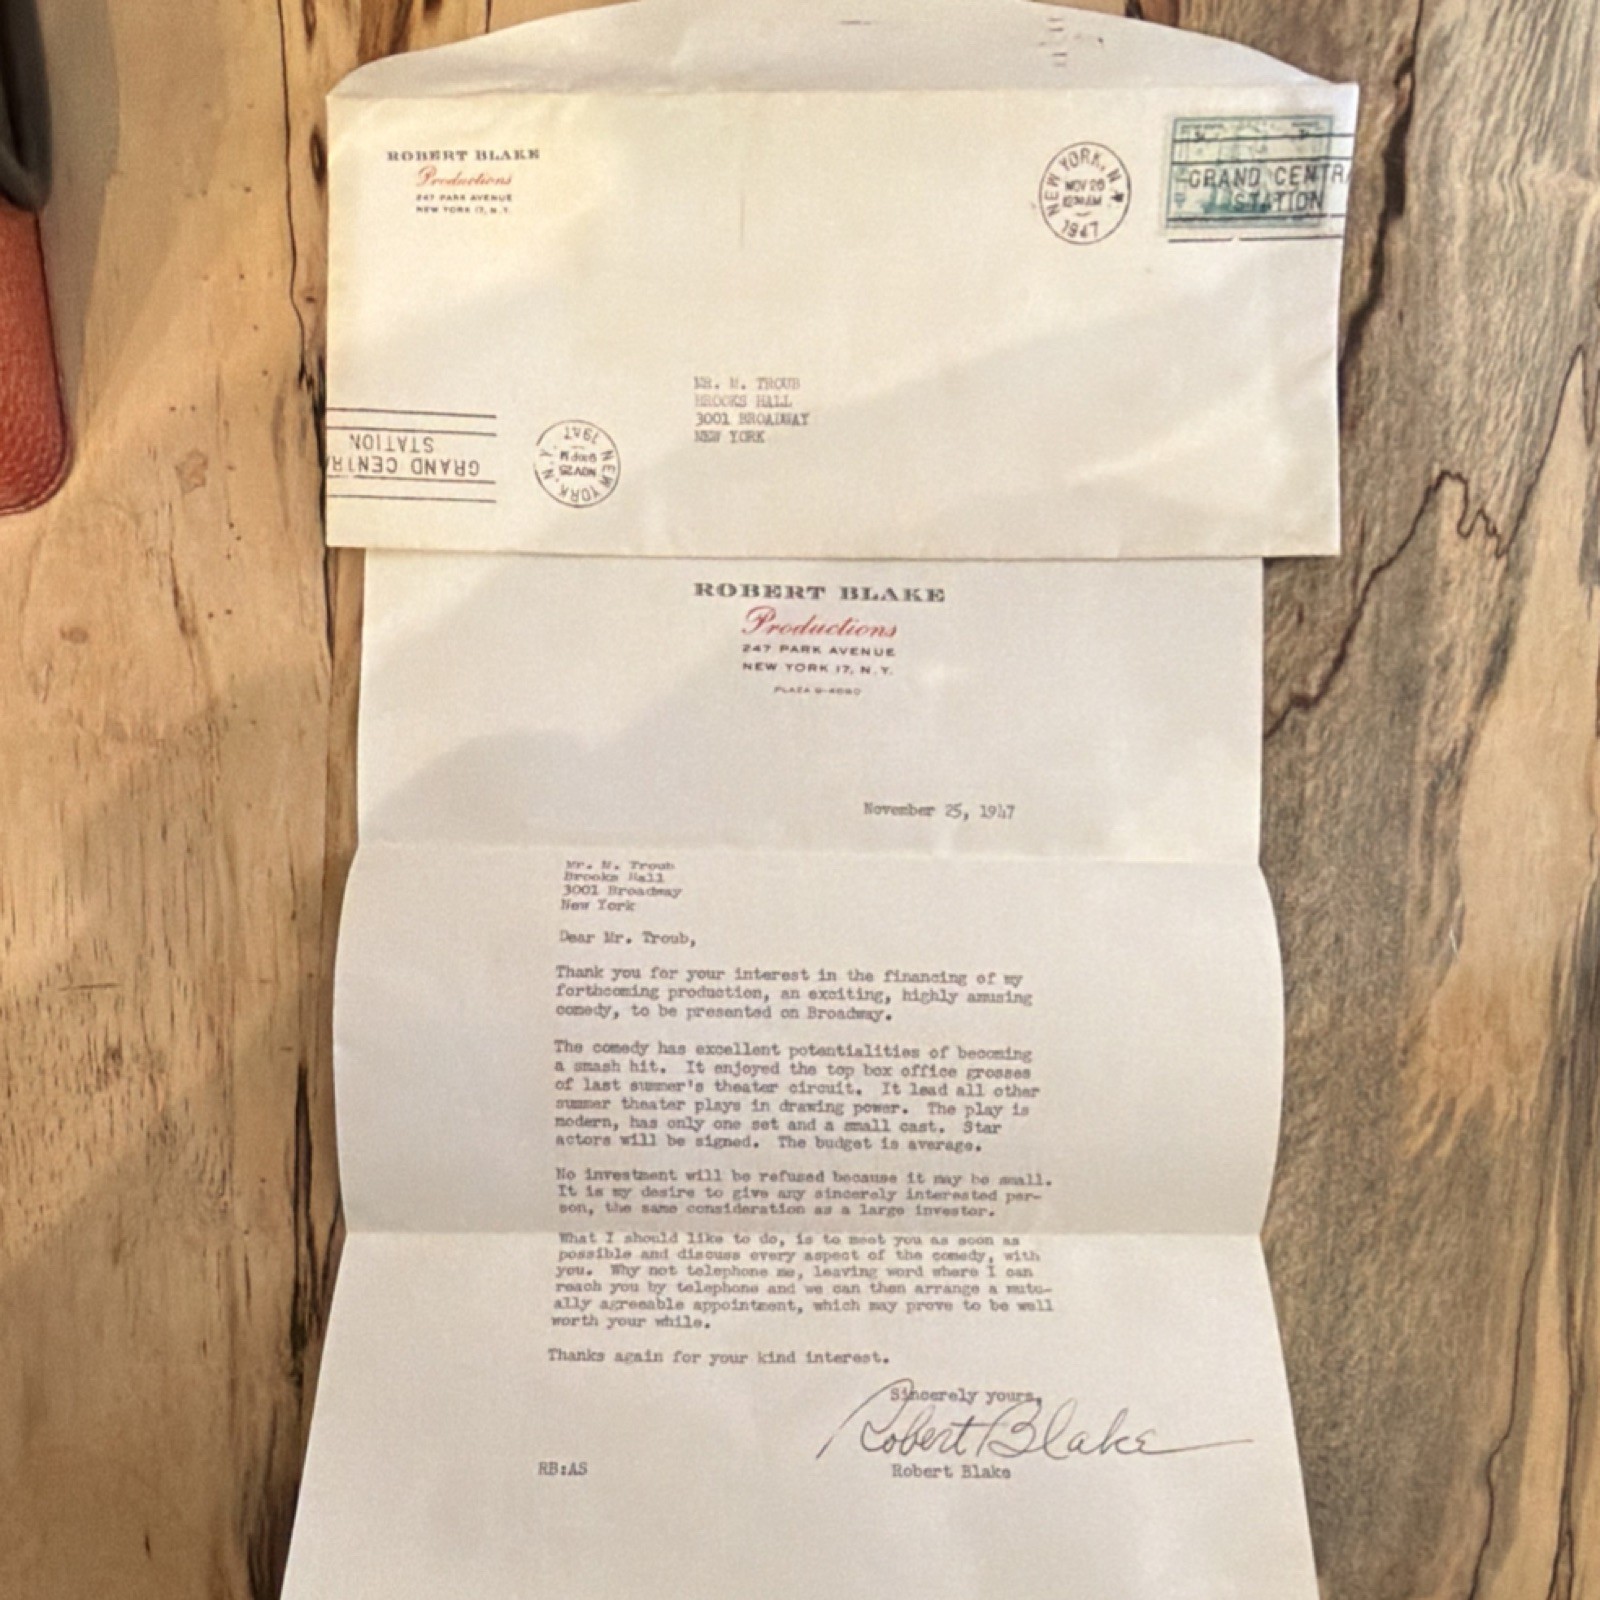 ROBERT BLAKE
Productions
247 PARK AVENUE
NEW YORK 17, N.Y.
NEW YORK, N.Y.
NOV 26
1947
GRAND CENTRA
STATION
MR. M. TROUB
BROOKS HALL
3001 BROADWAY
NEW YORK
GRAND CENTRA
STATION
NEW YORK, N.Y.
NOV 25
9 00 PM
1947
ROBERT BLAKE
Productions
247 PARK AVENUE
NEW YORK 17, N.Y.
PLAZA
November 25, 1947
Mr. M. Troub
Brooks Hall
3001 Broadway
New York
Dear Mr. Troub,
Thank you for your interest in the financing of my
forthcoming production, an exciting, highly amusing
comedy, to be presented on Broadway.
The comedy has excellent potentialities of becoming
a smash hit. It enjoyed the top box office grosses
of last summer's theater circuit. It lead all other
summer theater plays in drawing power. The play is
modern, has only one set and a small cast. Star
actors will be signed. The budget is average.
No investment will be refused because it may be small.
It is my desire to give any sincerely interested per-
son, the same consideration as a large investor.
What I should like to do, is to meet you as soon as
possible and discuss every aspect of the comedy, with
you. Why not telephone me, leaving word where I can
reach you by telephone and we can then arrange a mutu-
ally agreeable appointment, which may prove to be well
worth your while.
Thanks again for your kind interest.
Sincerely yours,
Robert Blake
Robert Blake
RB:AS